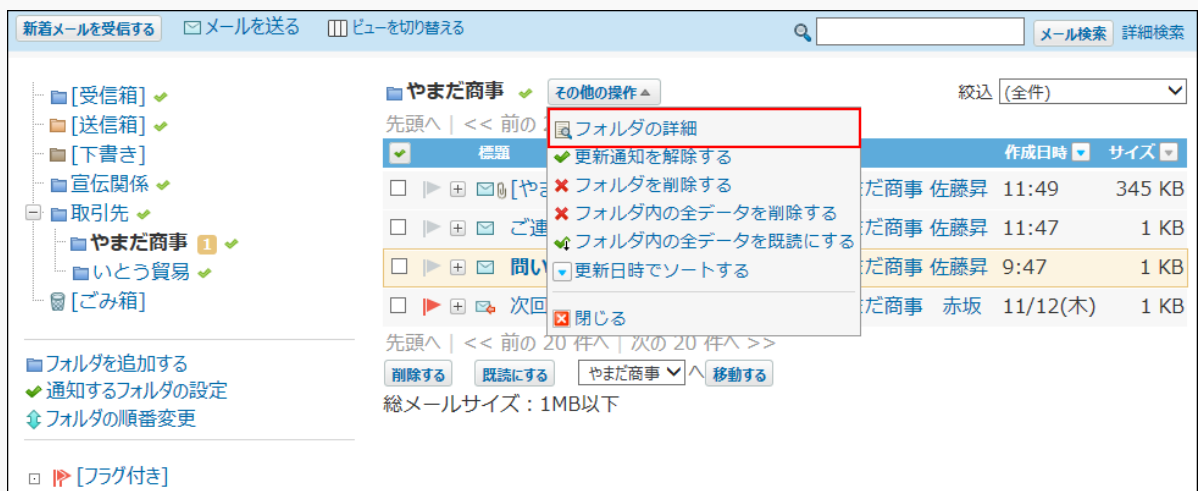 新着メールを受信する メールを送る ビューを切り替える メール検索 詳細検索
[受信箱]
[送信箱]
[下書き]
宣伝関係
取引先
やまだ商事 1
いとう貿易
[ごみ箱]
フォルダを追加する
通知するフォルダの設定
フォルダの順番変更
[フラグ付き]
やまだ商事 その他の操作 絞込 (全件)
先頭へ | << 前の
フォルダの詳細
更新通知を解除する
フォルダを削除する
フォルダ内の全データを削除する
フォルダ内の全データを既読にする
更新日時でソートする
閉じる
標題 作成日時 サイズ
[や だ商事 佐藤昇 11:49 345 KB
ご連 だ商事 佐藤昇 11:47 1 KB
問い だ商事 佐藤昇 9:47 1 KB
次回 だ商事 赤坂 11/12(木) 1 KB
先頭へ | << 前の 20 件へ | 次の 20 件へ >>
削除する 既読にする やまだ商事 へ 移動する
総メールサイズ：1MB以下